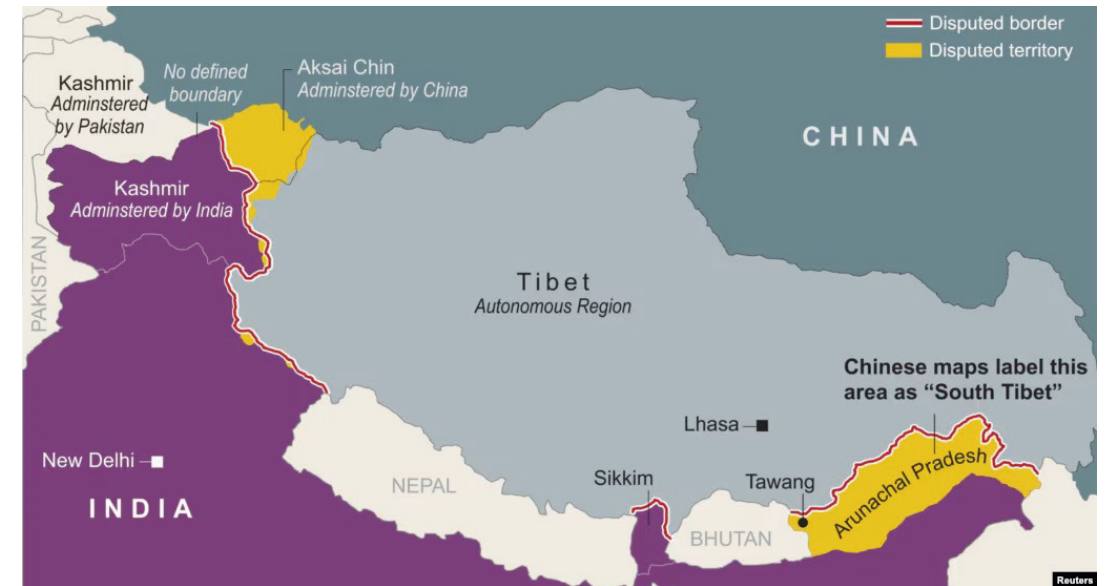 Disputed border
Disputed territory
Kashmir
Adminstered
by Pakistan
No defined
boundary
Aksai Chin
Adminstered by China
CHINA
Kashmir
Adminstered by India
PAKISTAN
Tibet
Autonomous Region
Chinese maps label this
area as “South Tibet”
Lhasa
New Delhi
INDIA
NEPAL
Sikkim
Tawang
Arunachal Pradesh
BHUTAN
Reuters